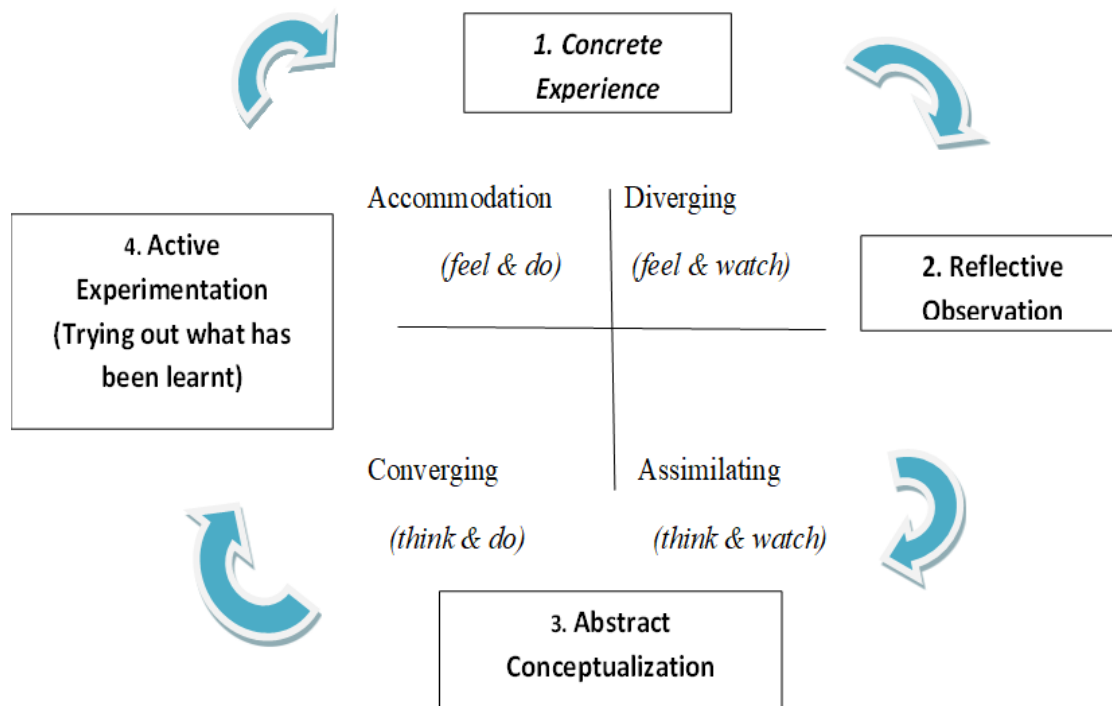 1. Concrete
Experience
Accommodation
Diverging
(feel & do)
(feel & watch)
4. Active
Experimentation
(Trying out what has
been learnt)
2. Reflective
Observation
Converging
Assimilating
(think & do)
(think & watch)
3. Abstract
Conceptualization